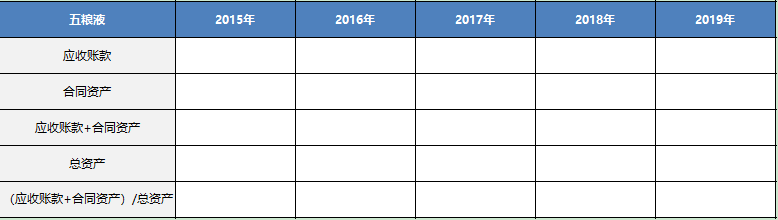 五粮液 2015年 2016年 2017年 2018年 2019年
应收账款
合同资产
应收账款+合同资产
总资产
（应收账款+合同资产）/总资产